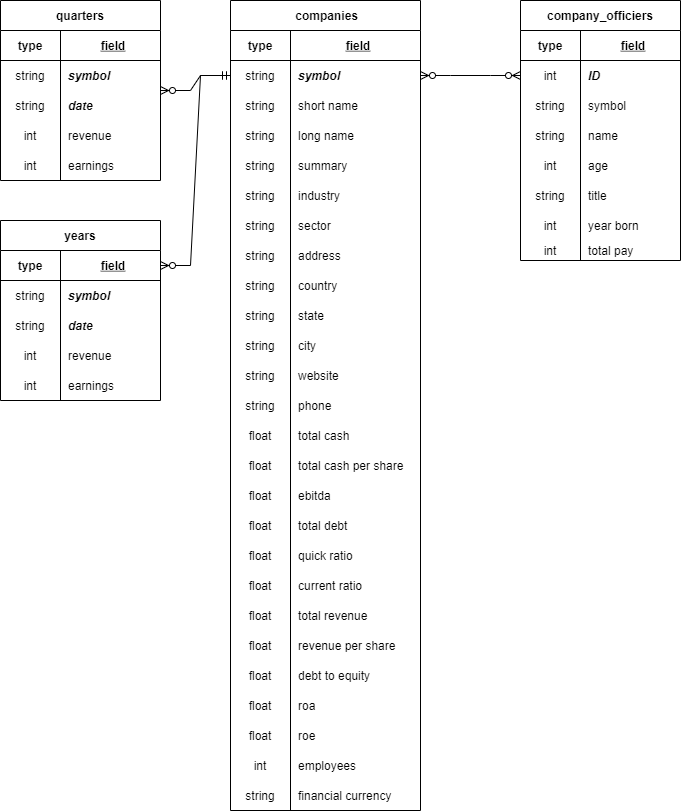 quarters
type field
string symbol
string date
int revenue
int earnings
years
type field
string symbol
string date
int revenue
int earnings
companies
type field
string symbol
string short name
string long name
string summary
string industry
string sector
string address
string country
string state
string city
string website
string phone
float total cash
float total cash per share
float ebitda
float total debt
float quick ratio
float current ratio
float total revenue
float revenue per share
float debt to equity
float roa
float roe
int employees
string financial currency
company_officiers
type field
int ID
string symbol
string name
int age
string title
int year born
int total pay